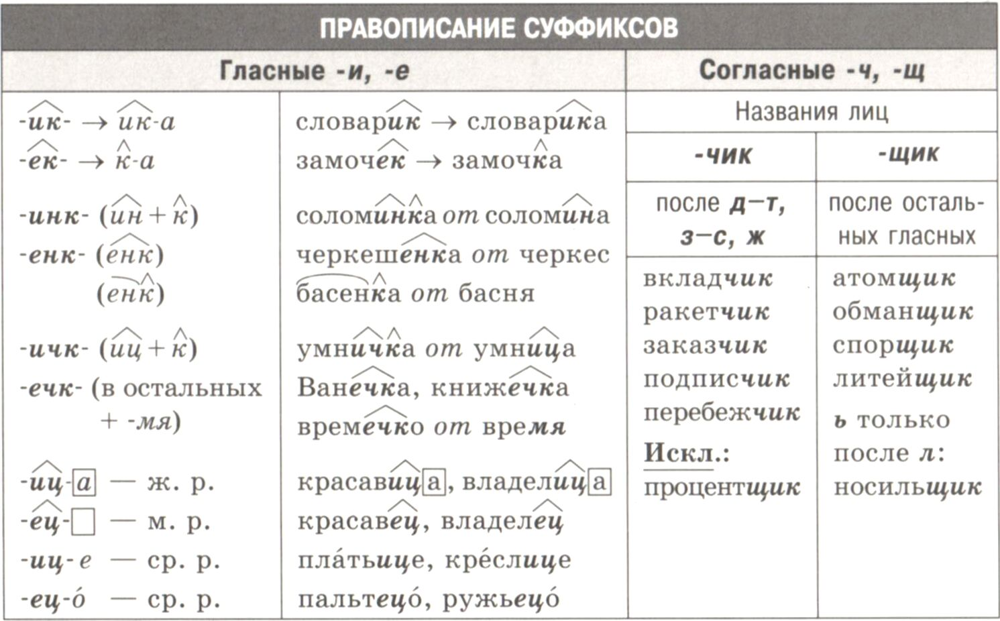 ПРАВОПИСАНИЕ СУФФИКСОВ
Гласные -и, -е
Согласные -ч, -щ
-ик- → ик-а
словарик → словарика
-ек- → к-а
замочек → замочка
-инк- (ин + к)
соломинка от соломина
-енк- (енк)
черкешенка от черкес
(енк)
басенка от басня
-ичк- (иц + к)
умничка от умница
-ечк- (в остальных
Ванечка, книжечка
+ -мя)
времечко от время
-иц-а — ж. р.
красавица, владелица
-ец- — м. р.
красавец, владелец
-иц-е — ср. р.
пла́тьице, кре́слице
-ец-о́ — ср. р.
пальтецо́, ружьецо́
Названия лиц
-чик
-щик
после д–т,
з–с, ж
после осталь-
ных гласных
вкладчик
ракетчик
заказчик
подписчик
перебежчик
Искл.:
процентщик
атомщик
обманщик
спорщик
литейщик
ь только
после л:
носильщик